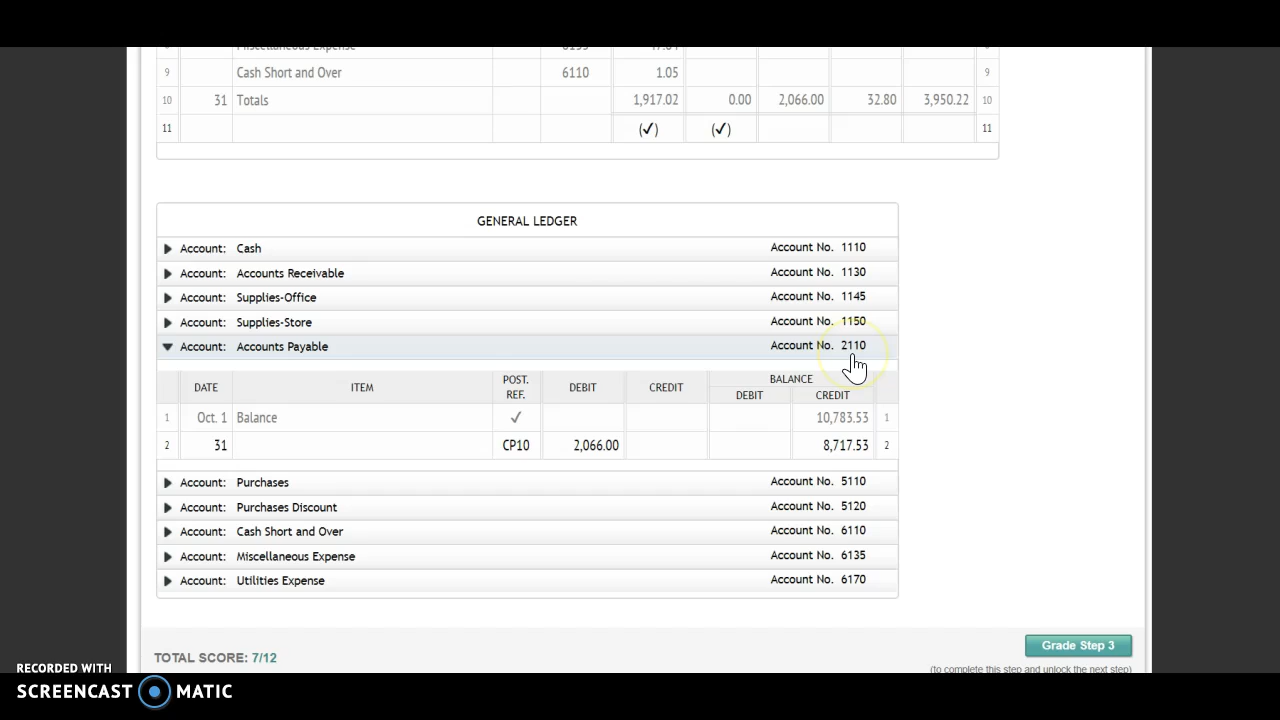 9 Cash Short and Over 6110 1.05 9
10 31 Totals 1,917.02 0.00 2,066.00 32.80 3,950.22 10
11 (✓) (✓) 11
GENERAL LEDGER
Account: Cash Account No. 1110
Account: Accounts Receivable Account No. 1130
Account: Supplies-Office Account No. 1145
Account: Supplies-Store Account No. 1150
Account: Accounts Payable Account No. 2110
DATE ITEM POST. REF. DEBIT CREDIT BALANCE
DEBIT CREDIT
1 Oct. 1 Balance ✓ 10,783.53 1
2 31 CP10 2,066.00 8,717.53 2
Account: Purchases Account No. 5110
Account: Purchases Discount Account No. 5120
Account: Cash Short and Over Account No. 6110
Account: Miscellaneous Expense Account No. 6135
Account: Utilities Expense Account No. 6170
TOTAL SCORE: 7/12 Grade Step 3
(to complete this step and unlock the next step)
RECORDED WITH
SCREENCAST MATIC